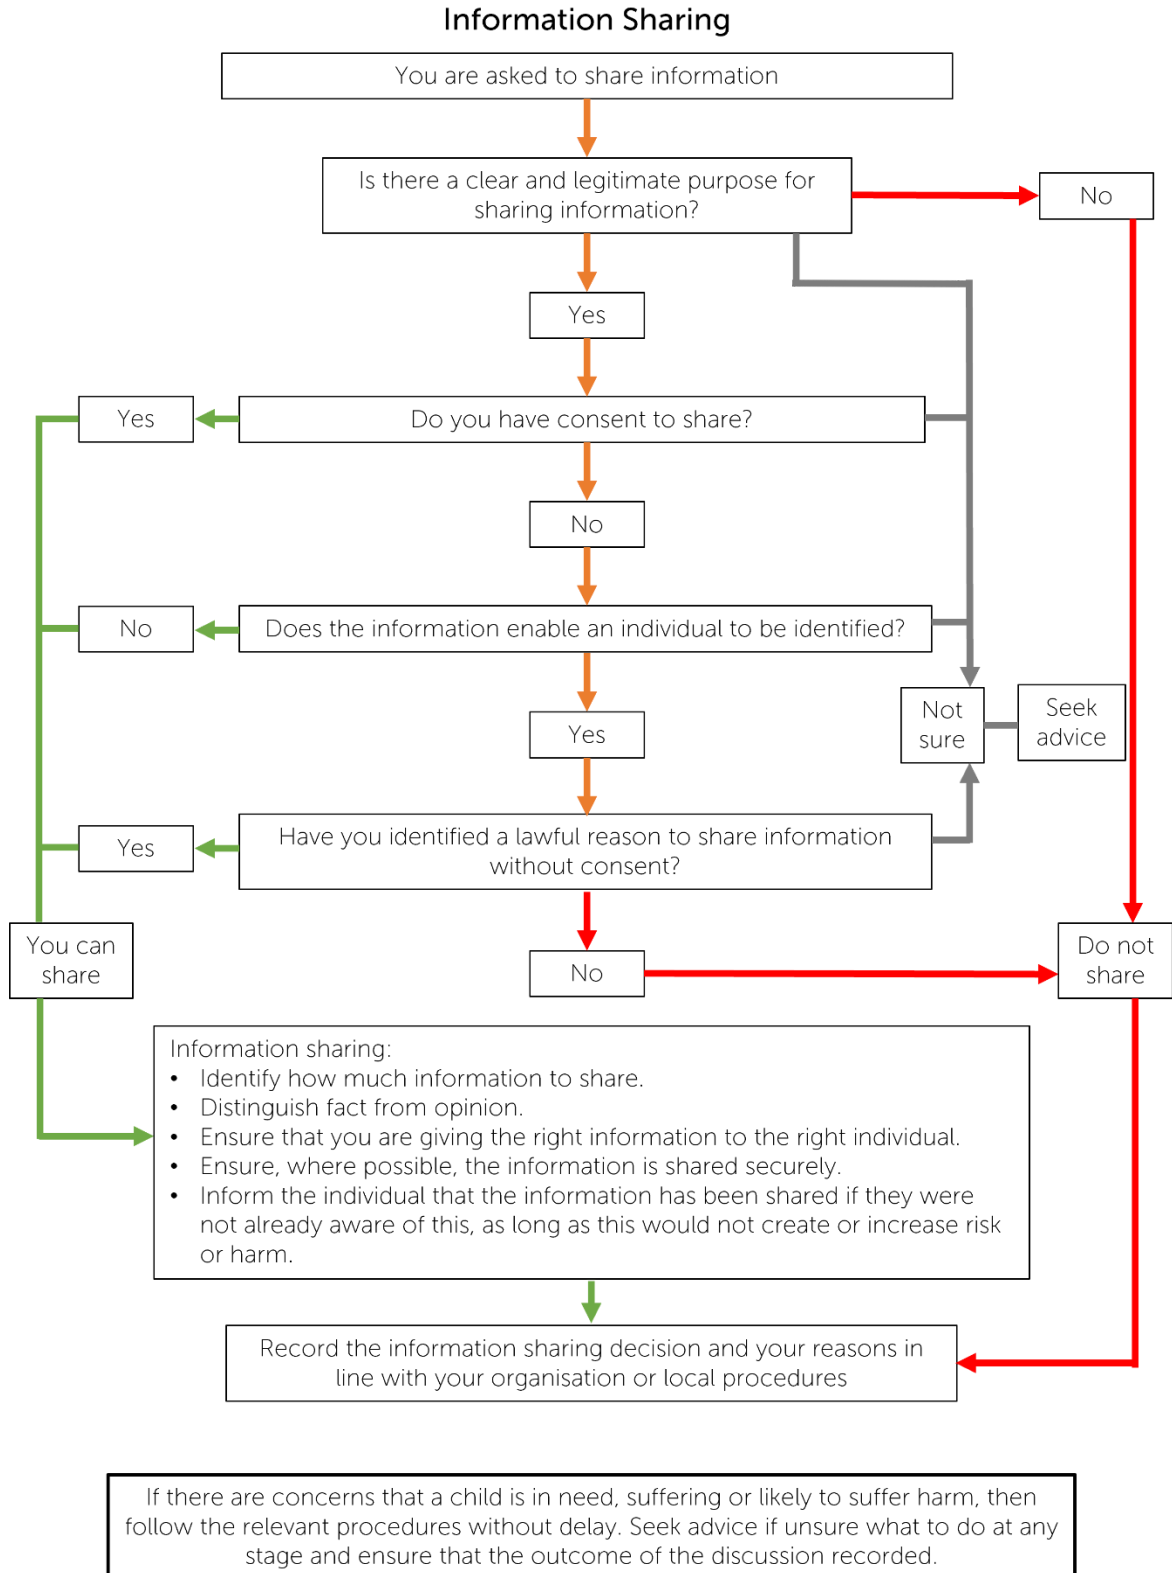 Information Sharing
You are asked to share information
Is there a clear and legitimate purpose for
sharing information?
No
Yes
Yes
Do you have consent to share?
No
No
Does the information enable an individual to be identified?
Yes
Not
sure
Seek
advice
Yes
Have you identified a lawful reason to share information
without consent?
You can
share
No
Do not
share
Information sharing:
• Identify how much information to share.
• Distinguish fact from opinion.
• Ensure that you are giving the right information to the right individual.
• Ensure, where possible, the information is shared securely.
• Inform the individual that the information has been shared if they were
not already aware of this, as long as this would not create or increase risk
or harm.
Record the information sharing decision and your reasons in
line with your organisation or local procedures
If there are concerns that a child is in need, suffering or likely to suffer harm, then
follow the relevant procedures without delay. Seek advice if unsure what to do at any
stage and ensure that the outcome of the discussion recorded.